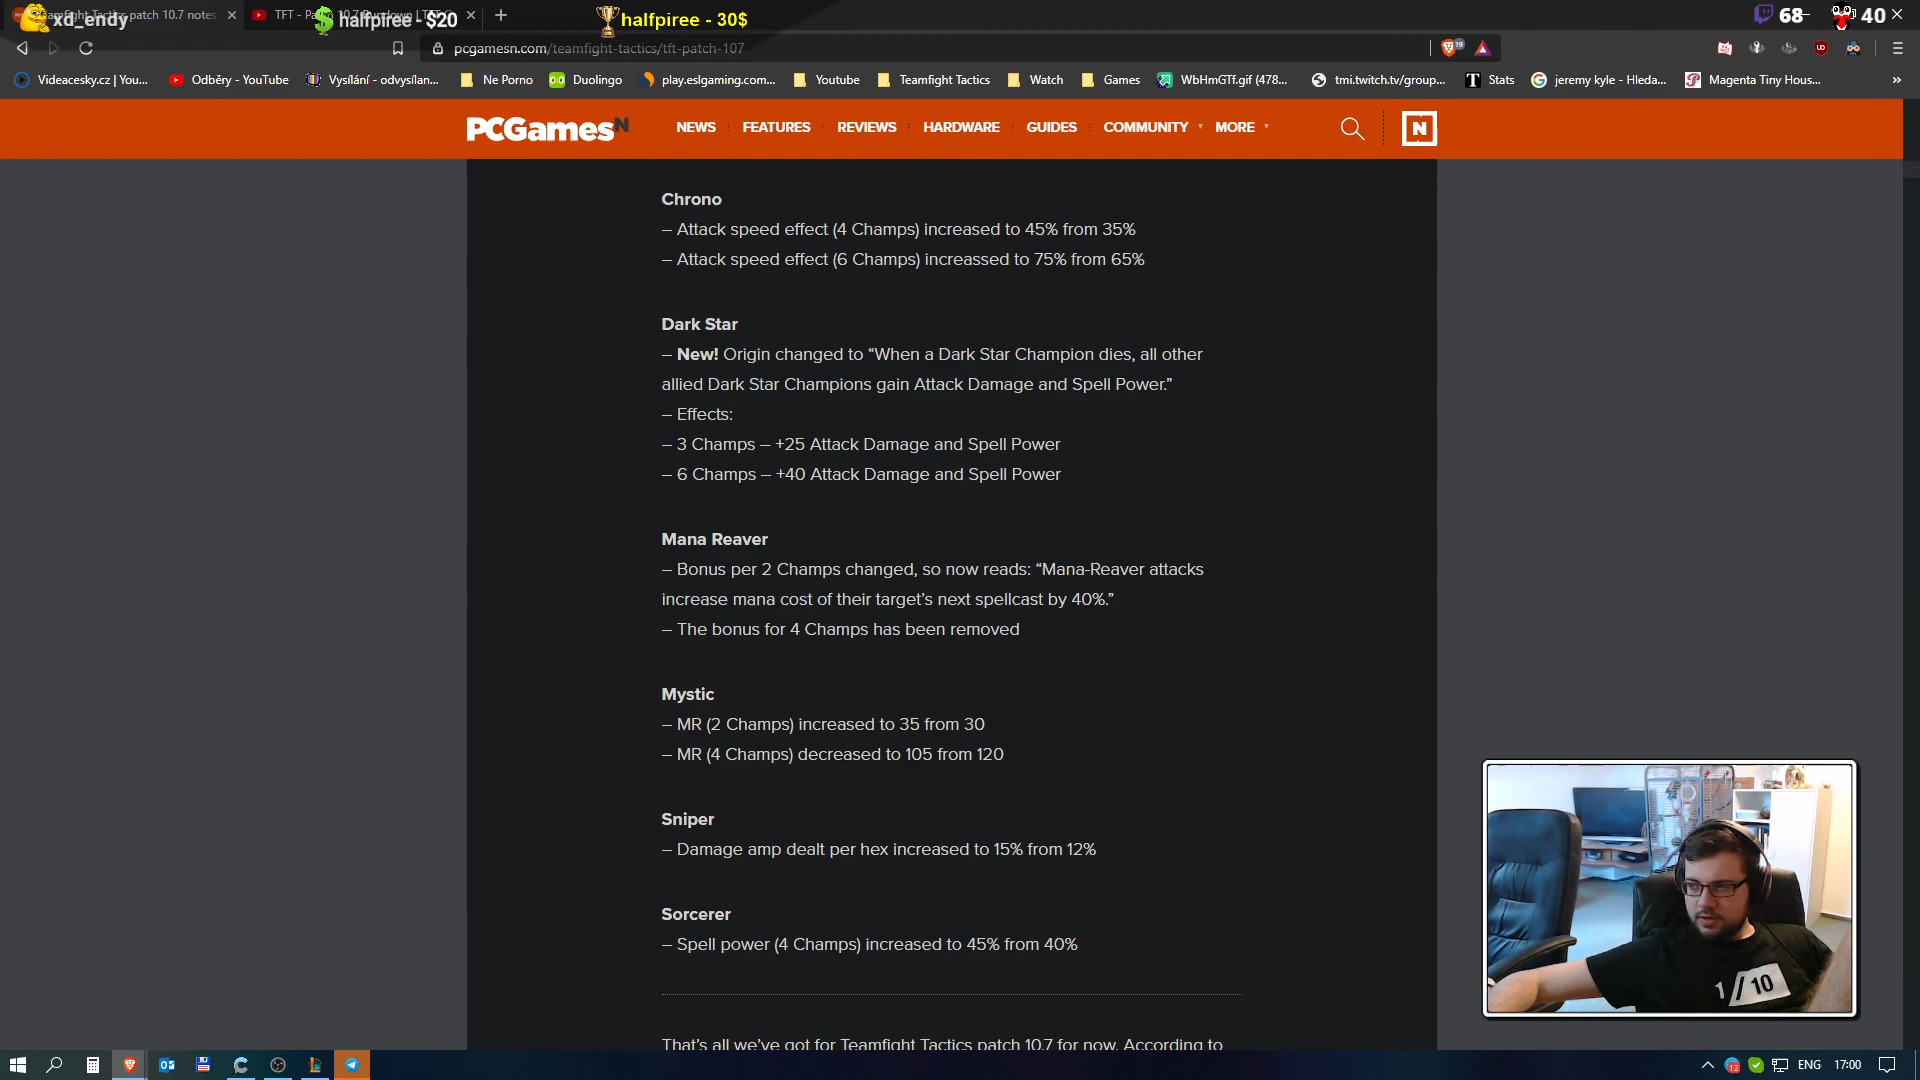 xd_endy
halfpiree - $20
halfpiree - 30$
68
40
pcgamesn.com/teamfight-tactics/tft-patch-107
19
Videacesky.cz | You...
Odběry - YouTube
Vysílání - odvysílan...
Ne Porno
Duolingo
play.eslgaming.com...
Youtube
Teamfight Tactics
Watch
Games
WbHmGTf.gif (478...
tmi.twitch.tv/group...
Stats
jeremy kyle - Hleda...
Magenta Tiny Hous...
»
PCGamesN
NEWS
FEATURES
REVIEWS
HARDWARE
GUIDES
COMMUNITY
MORE
N
Chrono
– Attack speed effect (4 Champs) increased to 45% from 35%
– Attack speed effect (6 Champs) increassed to 75% from 65%
Dark Star
– New! Origin changed to “When a Dark Star Champion dies, all other
allied Dark Star Champions gain Attack Damage and Spell Power.”
– Effects:
– 3 Champs – +25 Attack Damage and Spell Power
– 6 Champs – +40 Attack Damage and Spell Power
Mana Reaver
– Bonus per 2 Champs changed, so now reads: “Mana-Reaver attacks
increase mana cost of their target’s next spellcast by 40%.”
– The bonus for 4 Champs has been removed
Mystic
– MR (2 Champs) increased to 35 from 30
– MR (4 Champs) decreased to 105 from 120
Sniper
– Damage amp dealt per hex increased to 15% from 12%
Sorcerer
– Spell power (4 Champs) increased to 45% from 40%
That’s all we’ve got for Teamfight Tactics patch 10.7 for now. According to
1 / 10
12
ENG
17:00